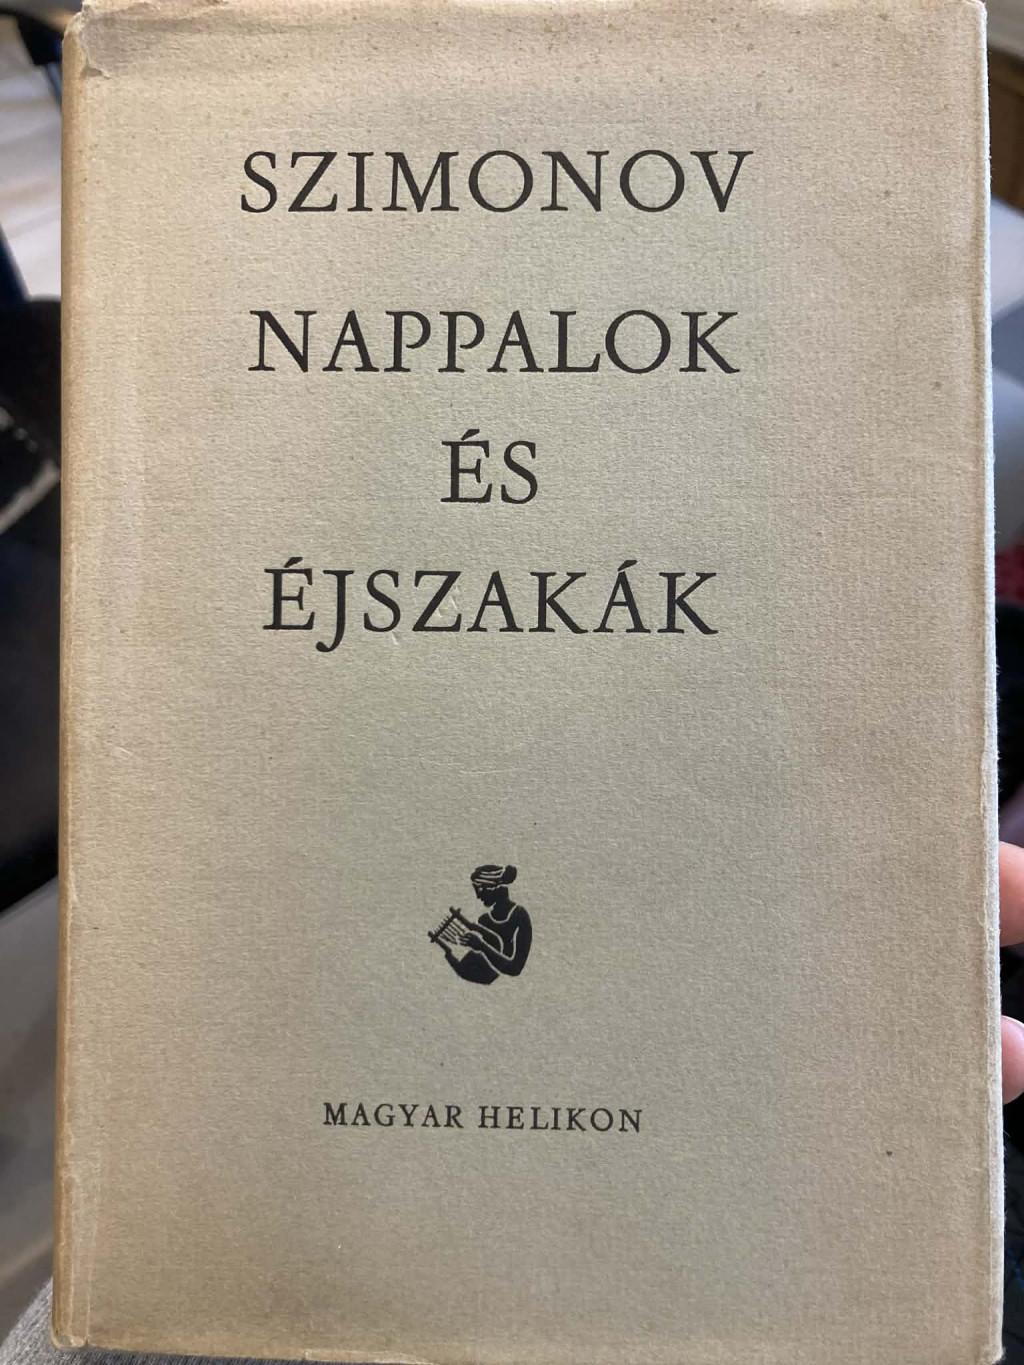 SZIMONOV
NAPPALOK
ÉS
ÉJSZAKÁK
MAGYAR HELIKON